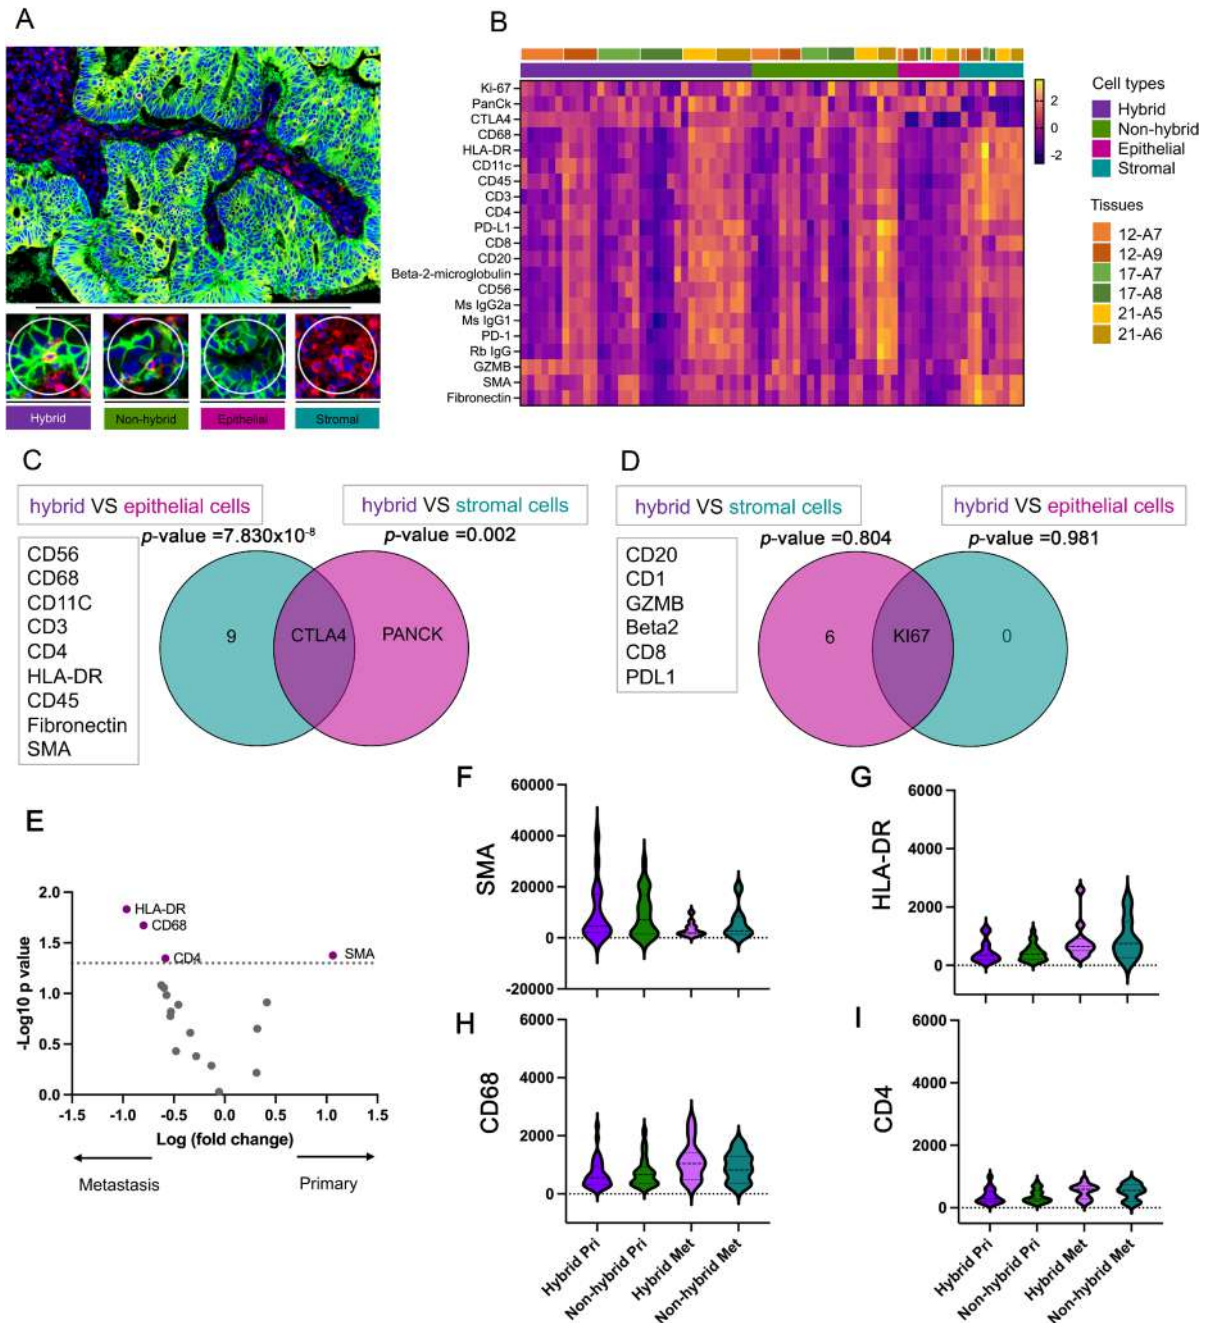 A
Hybrid
Non-hybrid
Epithelial
Stromal
B
Ki-67
PanCk
CTLA4
CD68
HLA-DR
CD11c
CD45
CD3
CD4
PD-L1
CD8
CD20
Beta-2-microglobulin
CD56
Ms IgG2a
Ms IgG1
PD-1
Rb IgG
GZMB
SMA
Fibronectin
2
0
-2
Cell types
Hybrid
Non-hybrid
Epithelial
Stromal
Tissues
12-A7
12-A9
17-A7
17-A8
21-A5
21-A6
C
hybrid VS epithelial cells
hybrid VS stromal cells
p-value =7.830x10⁻⁸
p-value =0.002
CD56
CD68
CD11C
CD3
CD4
HLA-DR
CD45
Fibronectin
SMA
9
CTLA4
PANCK
D
hybrid VS stromal cells
hybrid VS epithelial cells
p-value =0.804
p-value =0.981
CD20
CD1
GZMB
Beta2
CD8
PDL1
6
KI67
0
E
-Log10 p value
2.0
1.5
1.0
0.5
0.0
HLA-DR
CD68
CD4
SMA
-1.5 -1.0 -0.5 0.0 0.5 1.0 1.5
Log (fold change)
Metastasis
Primary
F
SMA
60000
40000
20000
0
-20000
G
HLA-DR
6000
4000
2000
0
H
CD68
6000
4000
2000
0
Hybrid Pri
Non-hybrid Pri
Hybrid Met
Non-hybrid Met
I
CD4
6000
4000
2000
0
Hybrid Pri
Non-hybrid Pri
Hybrid Met
Non-hybrid Met